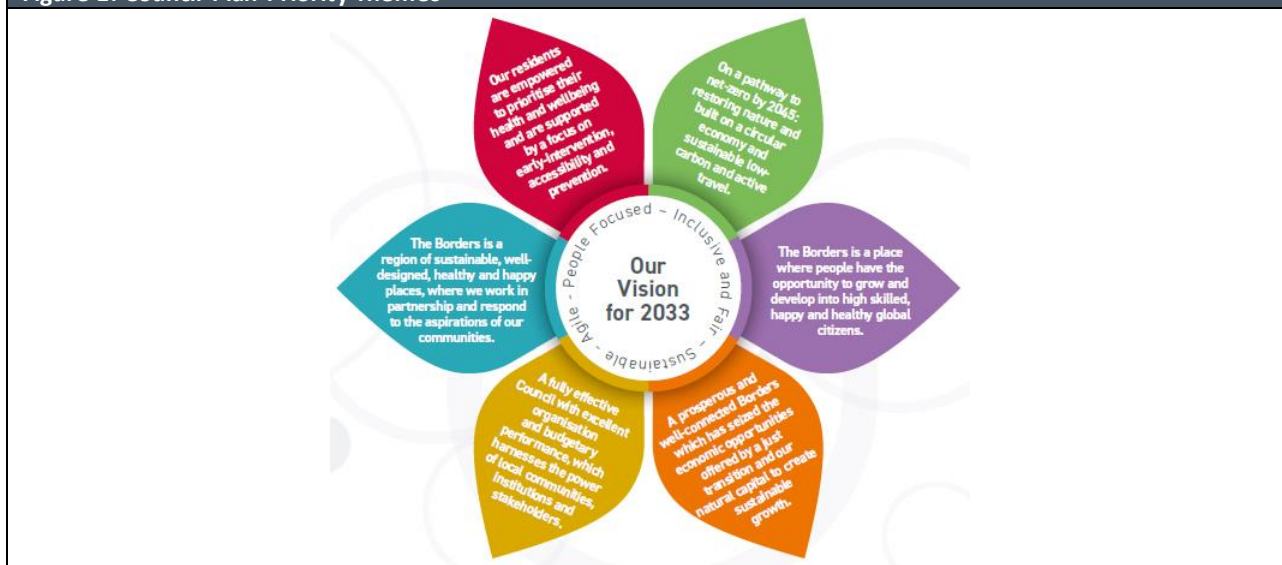 Our residents
are empowered
to prioritise their
health and wellbeing
and are supported
by a focus on
early-intervention,
accessibility and
prevention.
On a pathway to
net-zero by 2045:
restoring nature and
built on a circular
economy and
sustainable low-
carbon and active
travel.
The Borders is a
region of sustainable, well-
designed, healthy and happy
places, where we work in
partnership and respond
to the aspirations of our
communities.
People Focused – Inclusive and Fair – Sustainable - Agile -
Our
Vision
for 2033
The Borders is a place
where people have the
opportunity to grow and
develop into high skilled,
happy and healthy global
citizens.
A fully effective
Council with excellent
organisation
and budgetary
performance, which
harnesses the power
of local communities,
institutions and
stakeholders.
A prosperous and
well-connected Borders
which has seized the
economic opportunities
offered by a just
transition and our
natural capital to create
sustainable
growth.